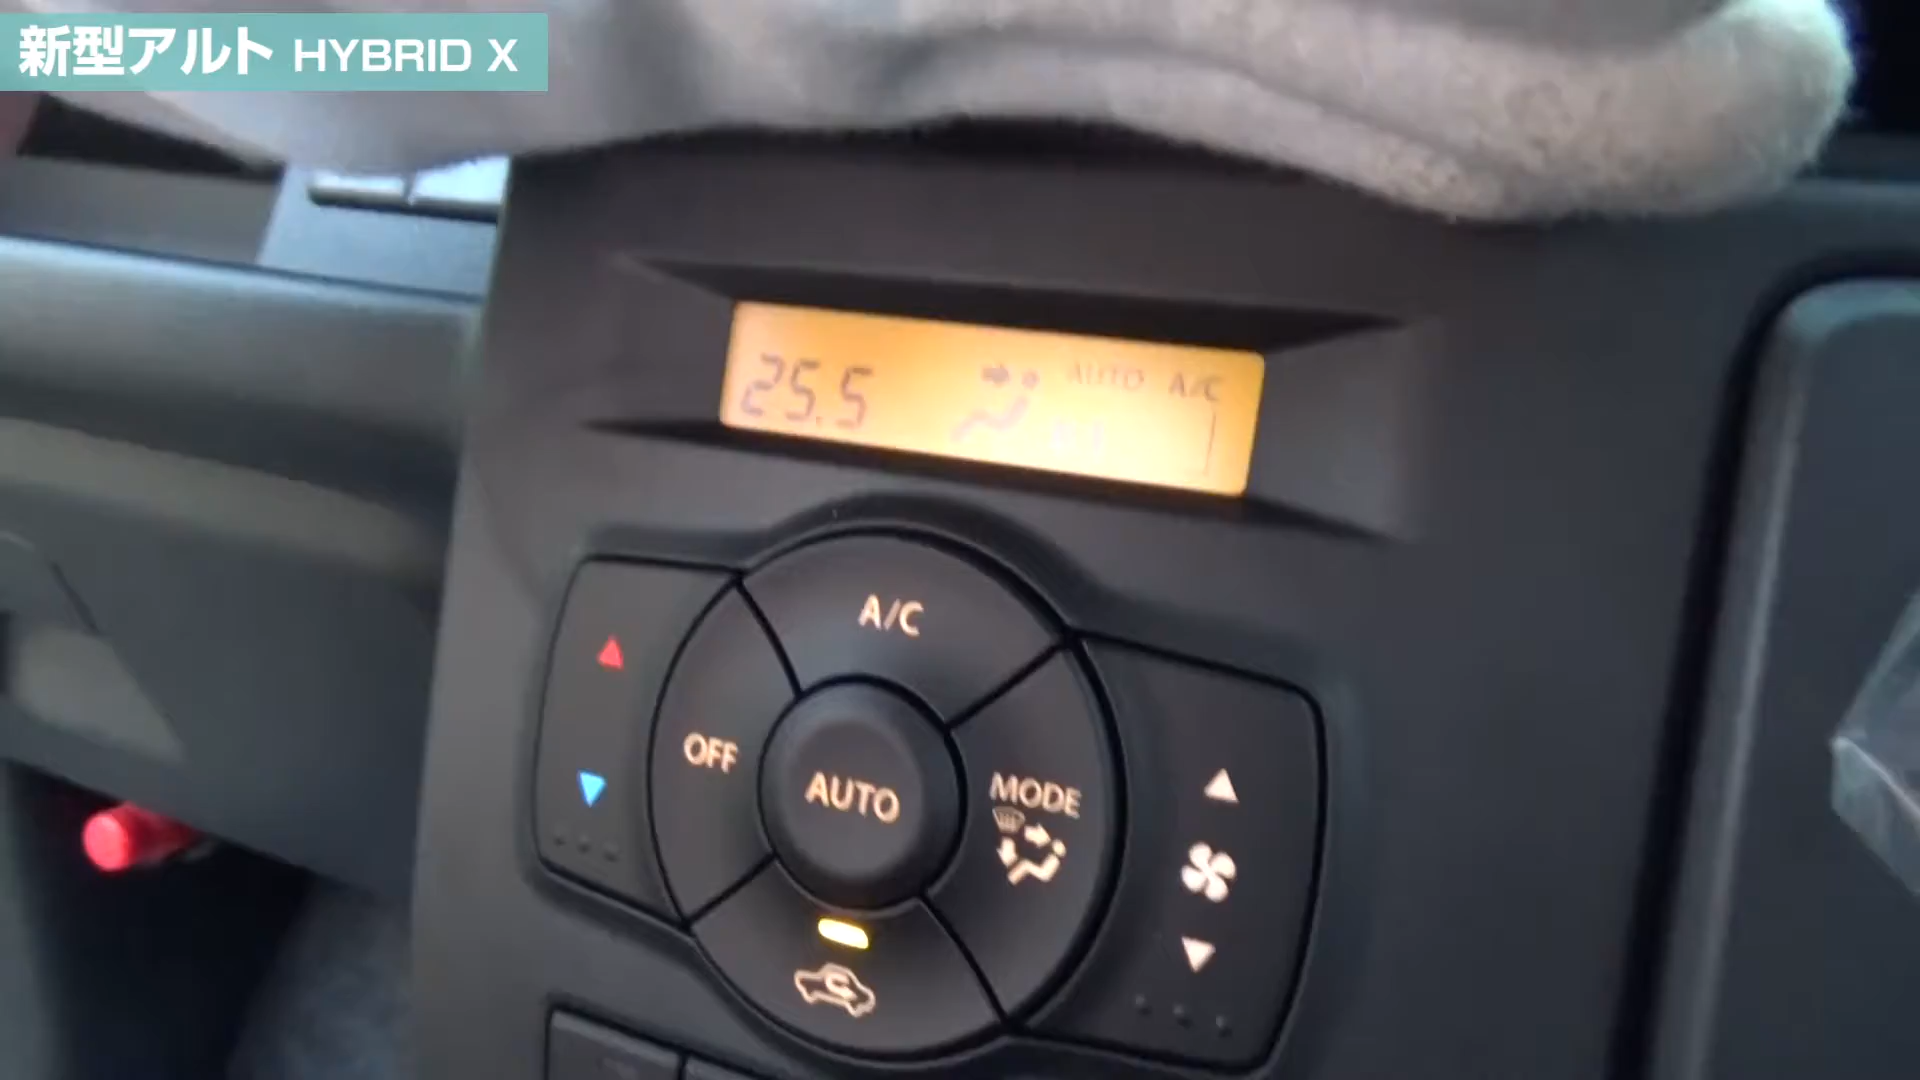 新型アルト HYBRID X
25.5
AUTO A/C
A/C
OFF
AUTO
MODE